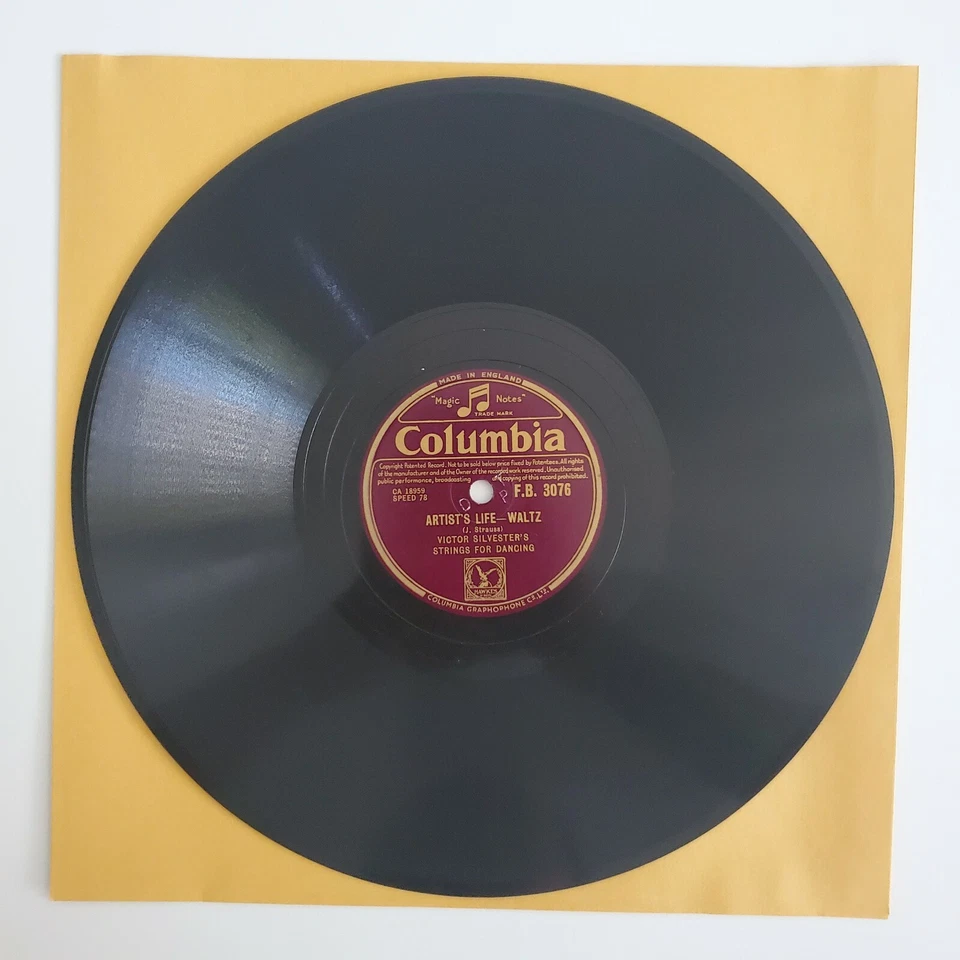 MADE IN ENGLAND
"Magic Notes"
TRADE MARK
Columbia
Copyright Patented Record. Not to be sold below price fixed by Patentees. All rights
of the manufacturer and of the Owner of the recorded work reserved. Unauthorised
public performance, broadcasting and copying of this record prohibited.
CA 18959
SPEED 78
F.B. 3076
D P
ARTIST'S LIFE—WALTZ
(J. Strauss)
VICTOR SILVESTER'S
STRINGS FOR DANCING
HAWKES
COLUMBIA GRAPHOPHONE Co. LTD.